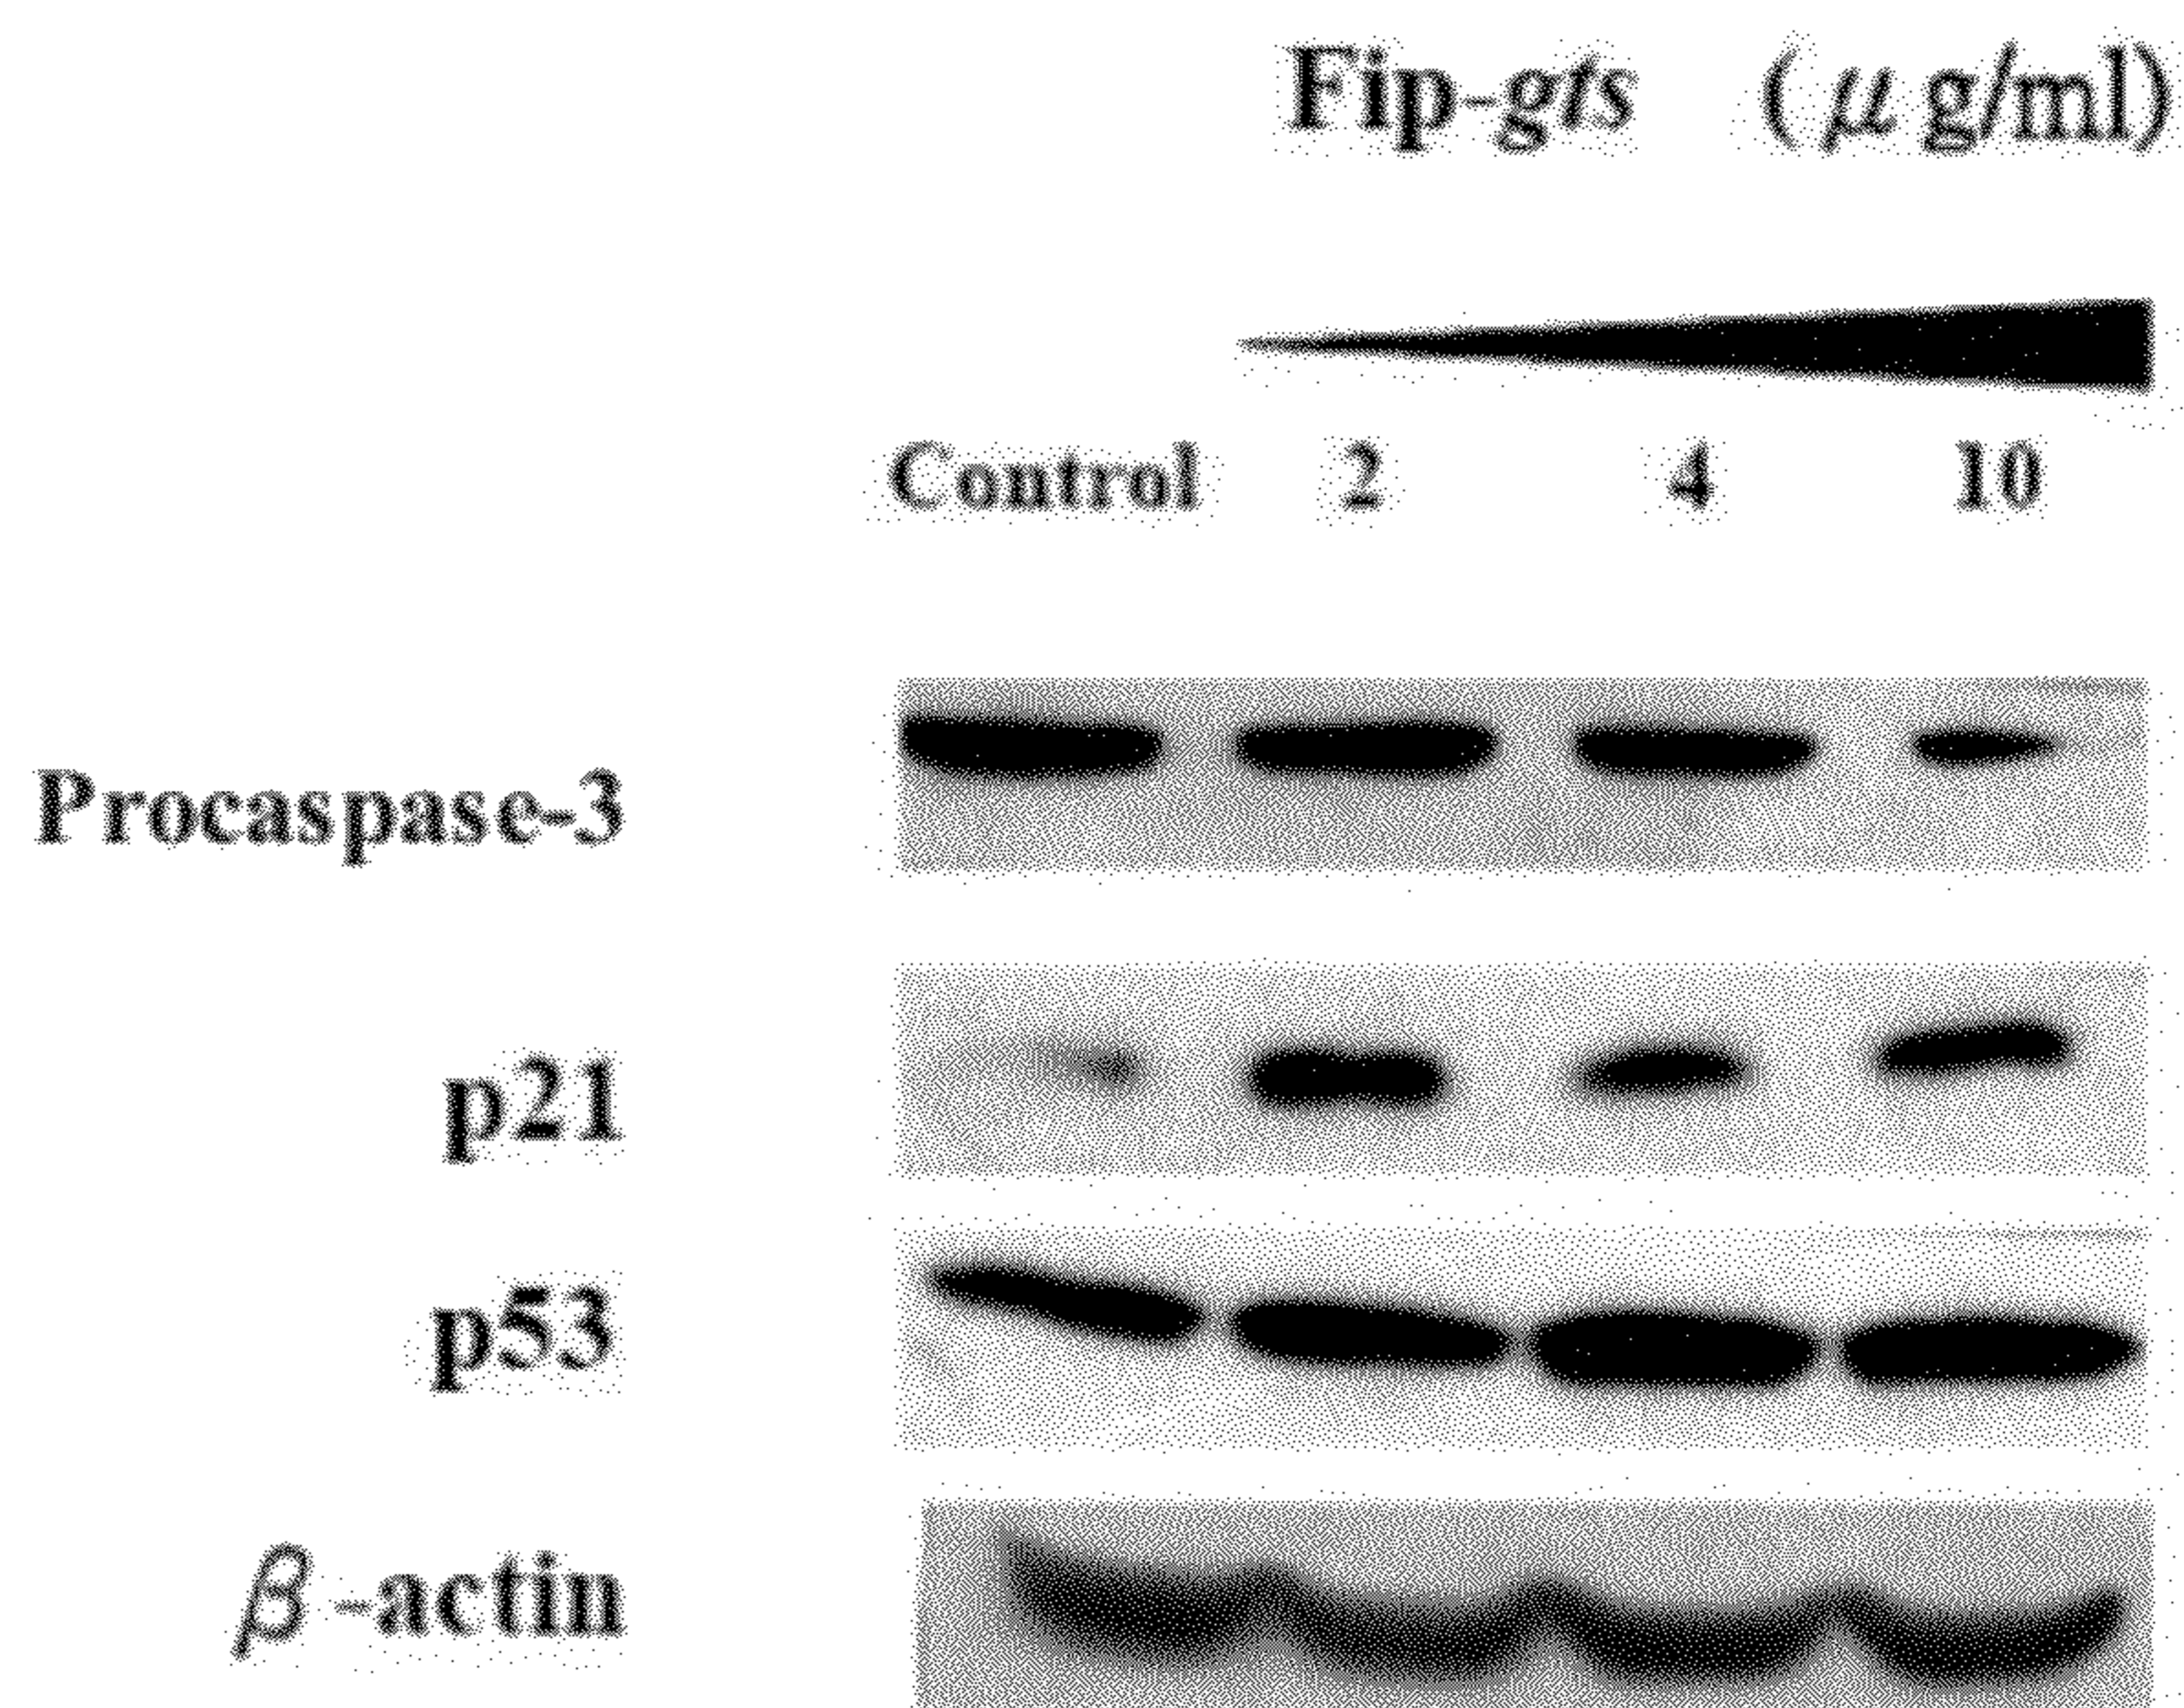 Fip-gts (μg/ml)
Control 2 4 10
Procaspase-3
p21
p53
β-actin